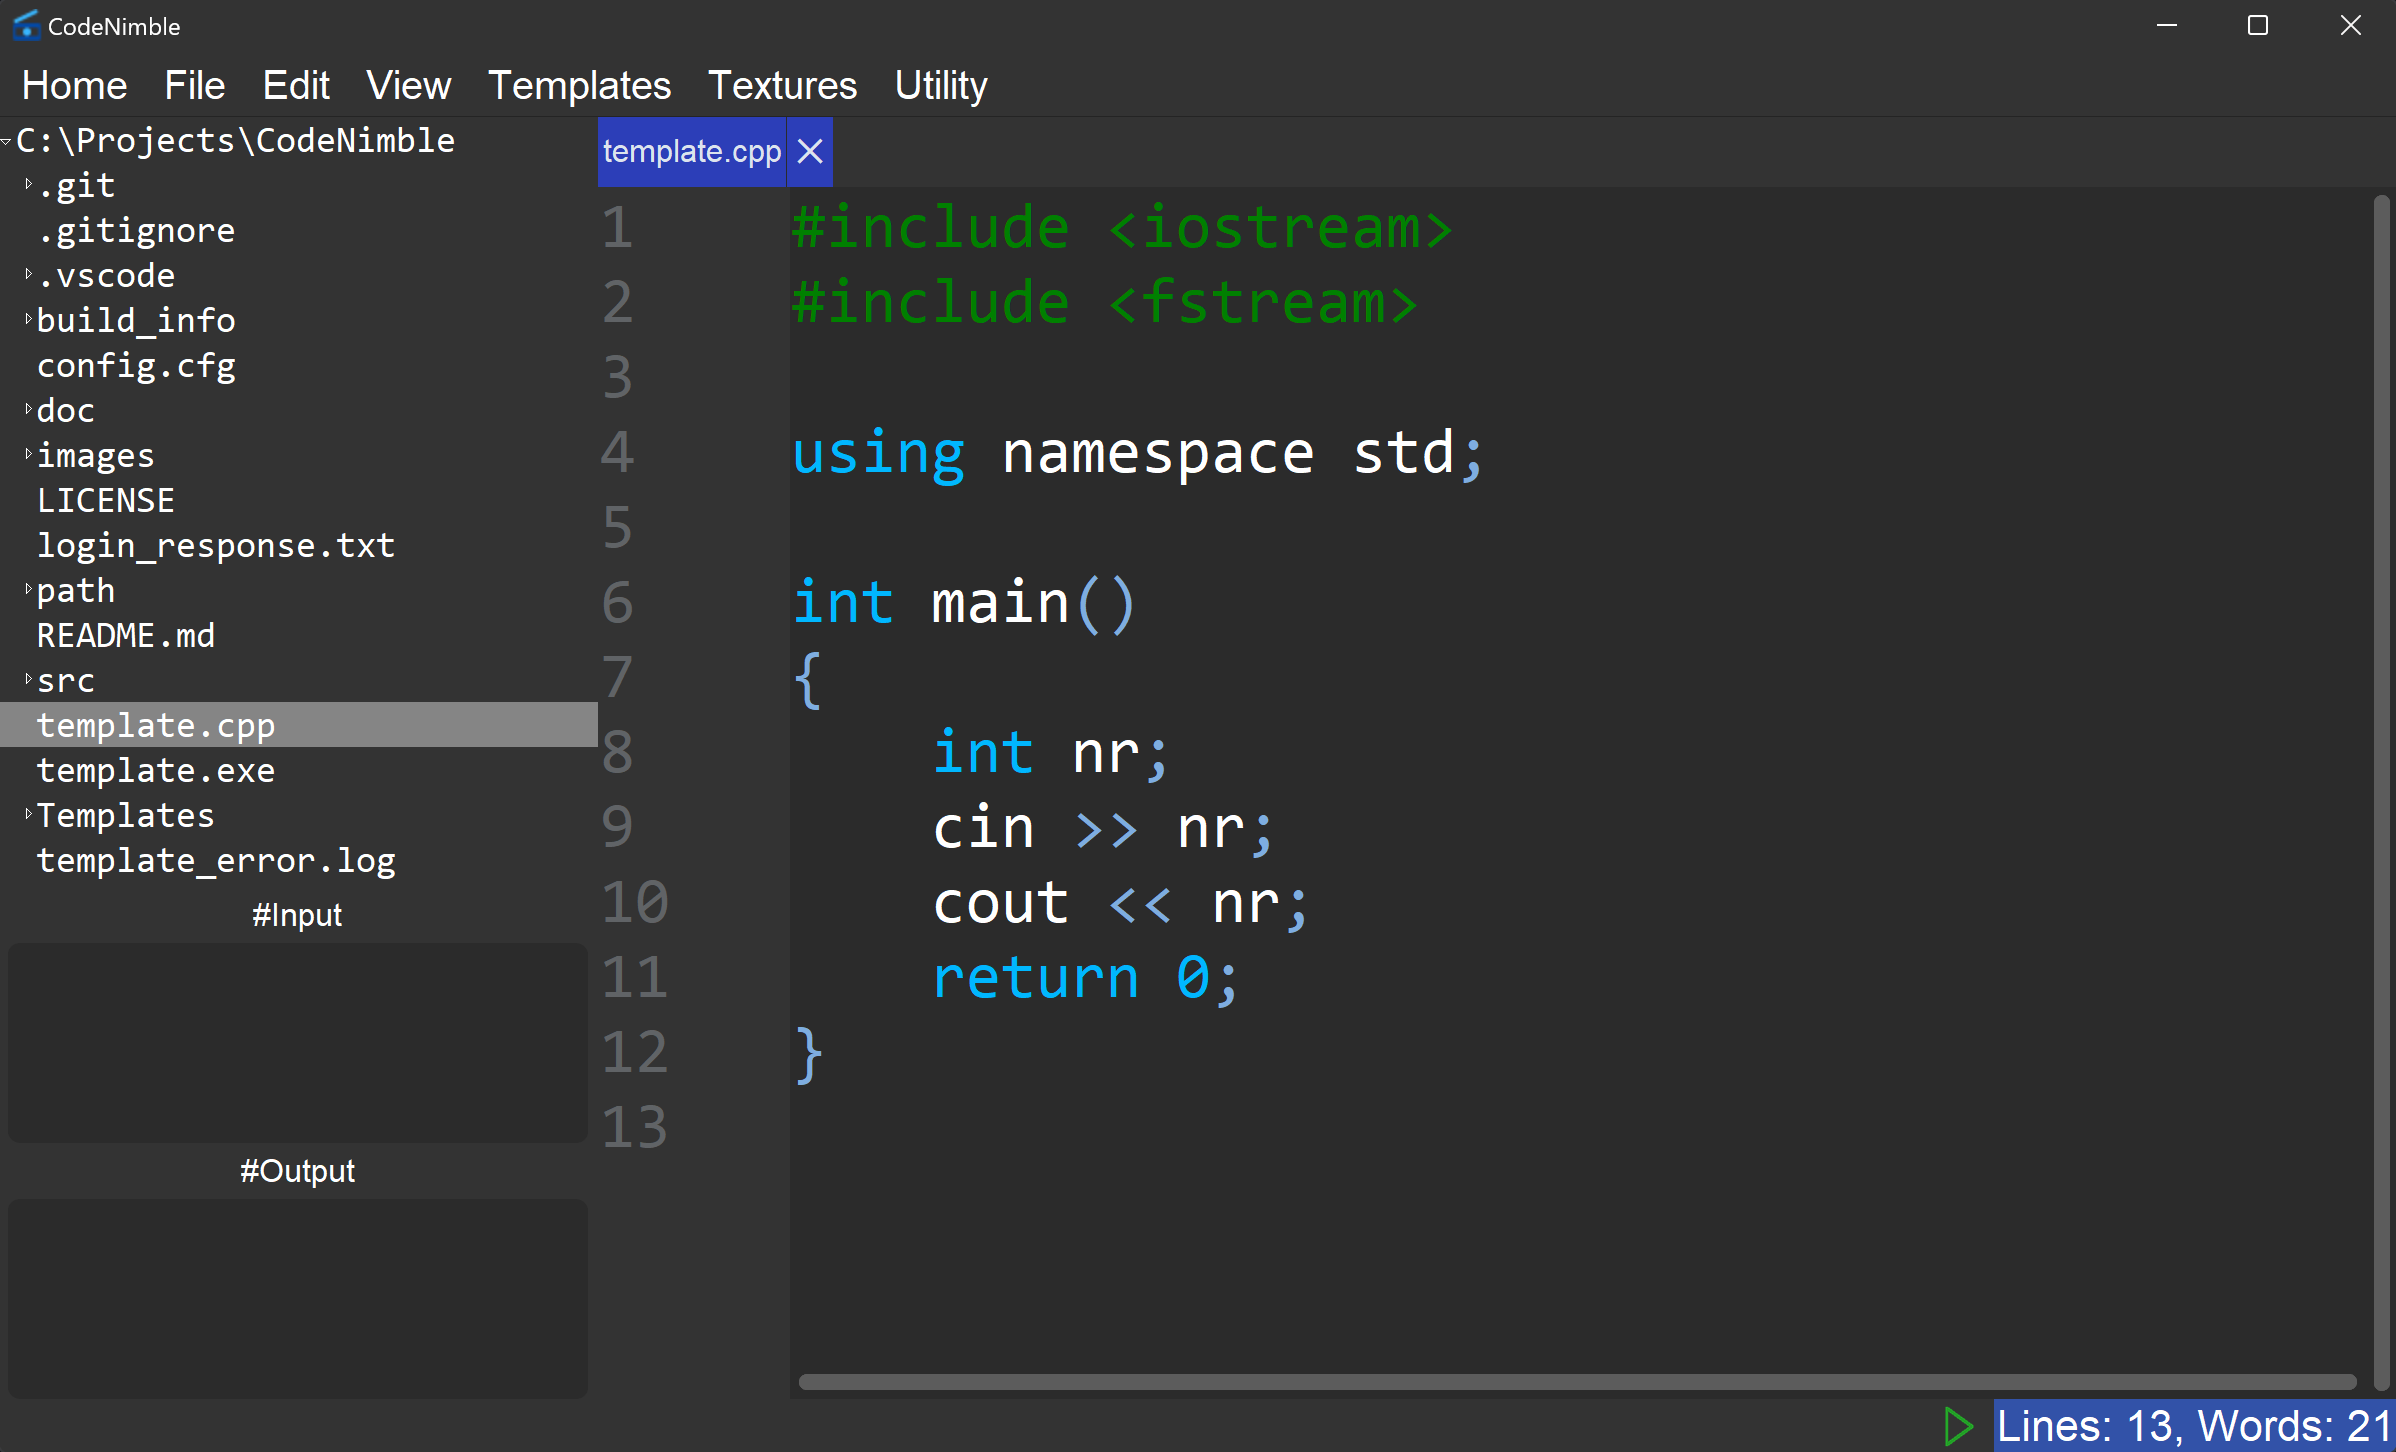 CodeNimble
Home File Edit View Templates Textures Utility
C:\Projects\CodeNimble
.git
.gitignore
.vscode
build_info
config.cfg
doc
images
LICENSE
login_response.txt
path
README.md
src
template.cpp
template.exe
Templates
template_error.log
#Input
#Output
template.cpp
1 #include <iostream>
2 #include <fstream>
3
4 using namespace std;
5
6 int main()
7 {
8     int nr;
9     cin >> nr;
10     cout << nr;
11     return 0;
12 }
13
Lines: 13, Words: 21